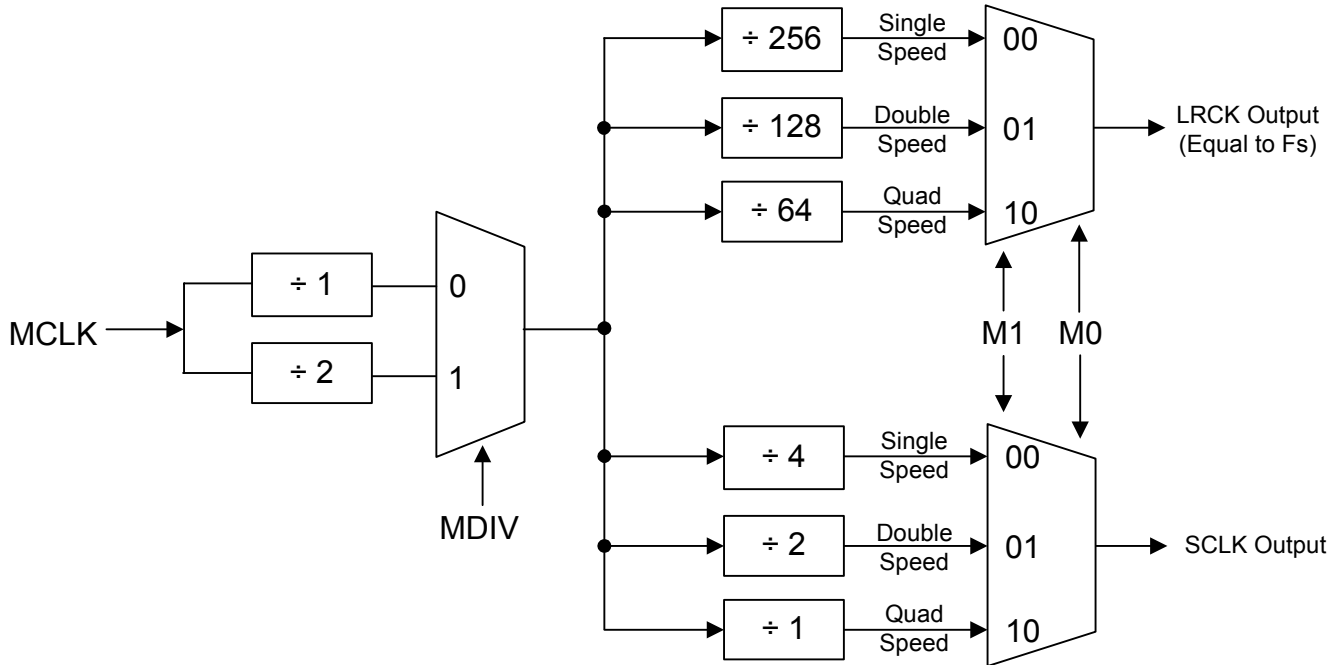 ÷ 256
Single
Speed
00
÷ 128
Double
Speed
01
÷ 64
Quad
Speed
10
LRCK Output
(Equal to Fs)
MCLK
÷ 1
0
÷ 2
1
MDIV
M1
M0
÷ 4
Single
Speed
00
÷ 2
Double
Speed
01
÷ 1
Quad
Speed
10
SCLK Output